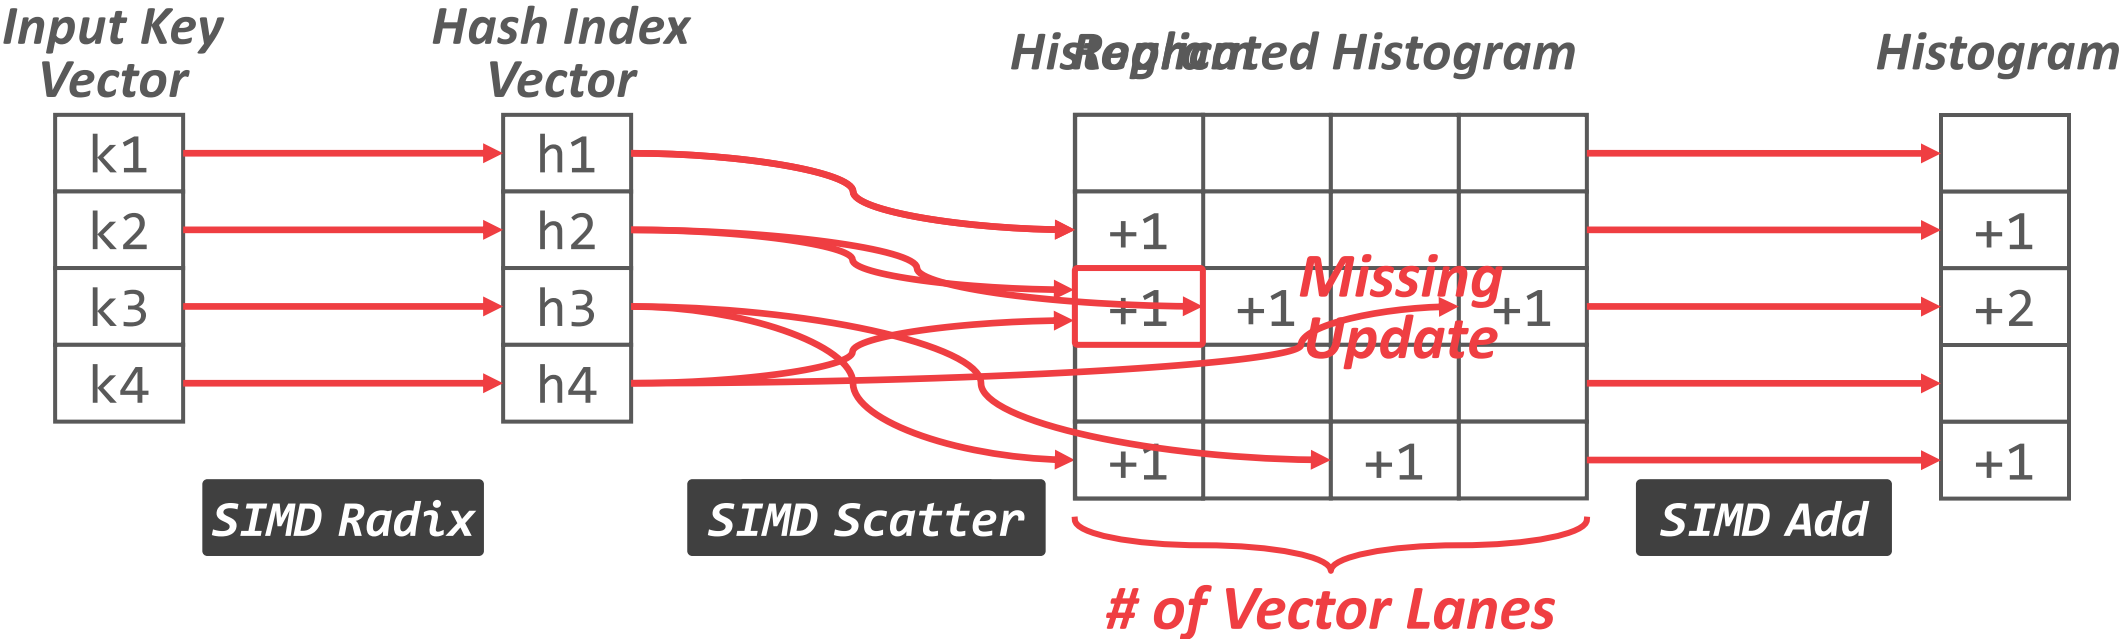 Input Key
Vector
Hash Index
Vector
Histogram
Replicated Histogram
Histogram
k1
h1
k2
h2
+1
+1
k3
h3
+1
+1
+1
+2
Missing
Update
k4
h4
+1
+1
+1
SIMD Radix
SIMD Scatter
SIMD Add
# of Vector Lanes